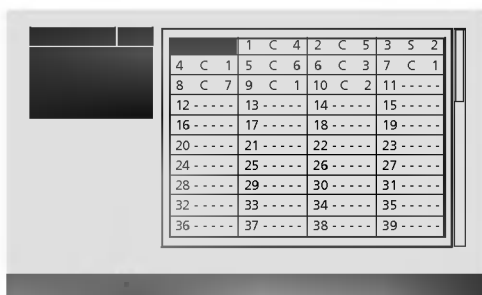 1 C 4 2 C 5 3 S 2
4 C 1 5 C 6 6 C 3 7 C 1
8 C 7 9 C 1 10 C 2 11 -----
12 ----- 13 ----- 14 ----- 15 -----
16 ----- 17 ----- 18 ----- 19 -----
20 ----- 21 ----- 22 ----- 23 -----
24 ----- 25 ----- 26 ----- 27 -----
28 ----- 29 ----- 30 ----- 31 -----
32 ----- 33 ----- 34 ----- 35 -----
36 ----- 37 ----- 38 ----- 39 -----